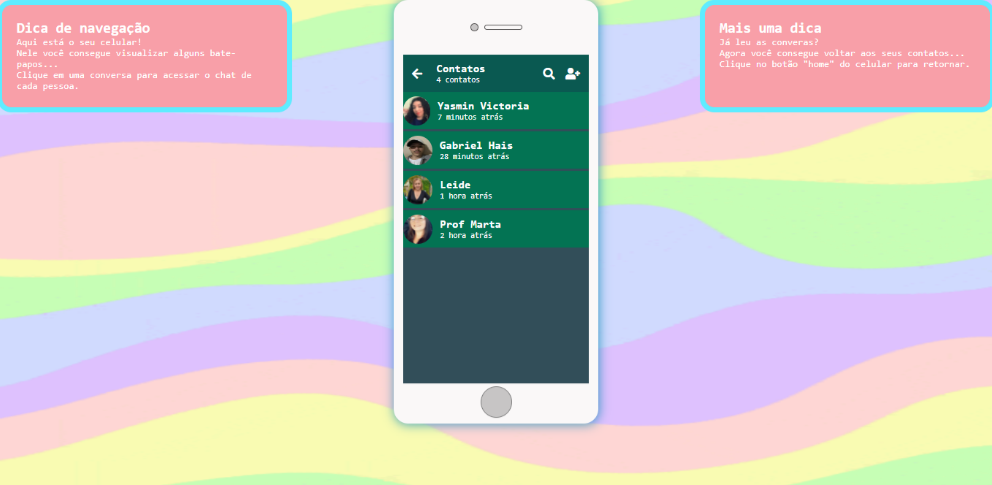 Dica de navegação
Aqui está o seu celular!
Nele você consegue visualizar alguns bate-
papos...
Clique em uma conversa para acessar o chat de
cada pessoa.
Contatos
4 contatos
Yasmin Victoria
7 minutos atrás
Gabriel Hais
28 minutos atrás
Leide
1 hora atrás
Prof Marta
2 hora atrás
Mais uma dica
Já leu as converas?
Agora você consegue voltar aos seus contatos...
Clique no botão "home" do celular para retornar.